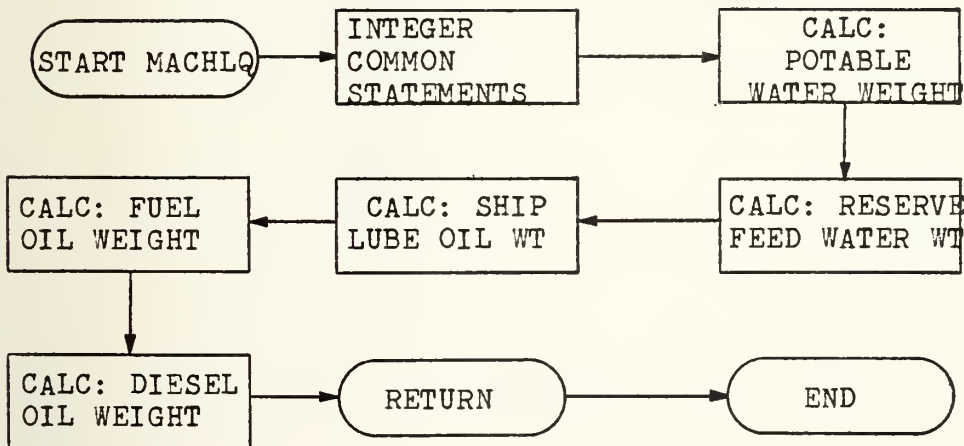 START MACHLQ
INTEGER
COMMON
STATEMENTS
CALC:
POTABLE
WATER WEIGHT
CALC: RESERVE
FEED WATER WT
CALC: SHIP
LUBE OIL WT
CALC: FUEL
OIL WEIGHT
CALC: DIESEL
OIL WEIGHT
RETURN
END